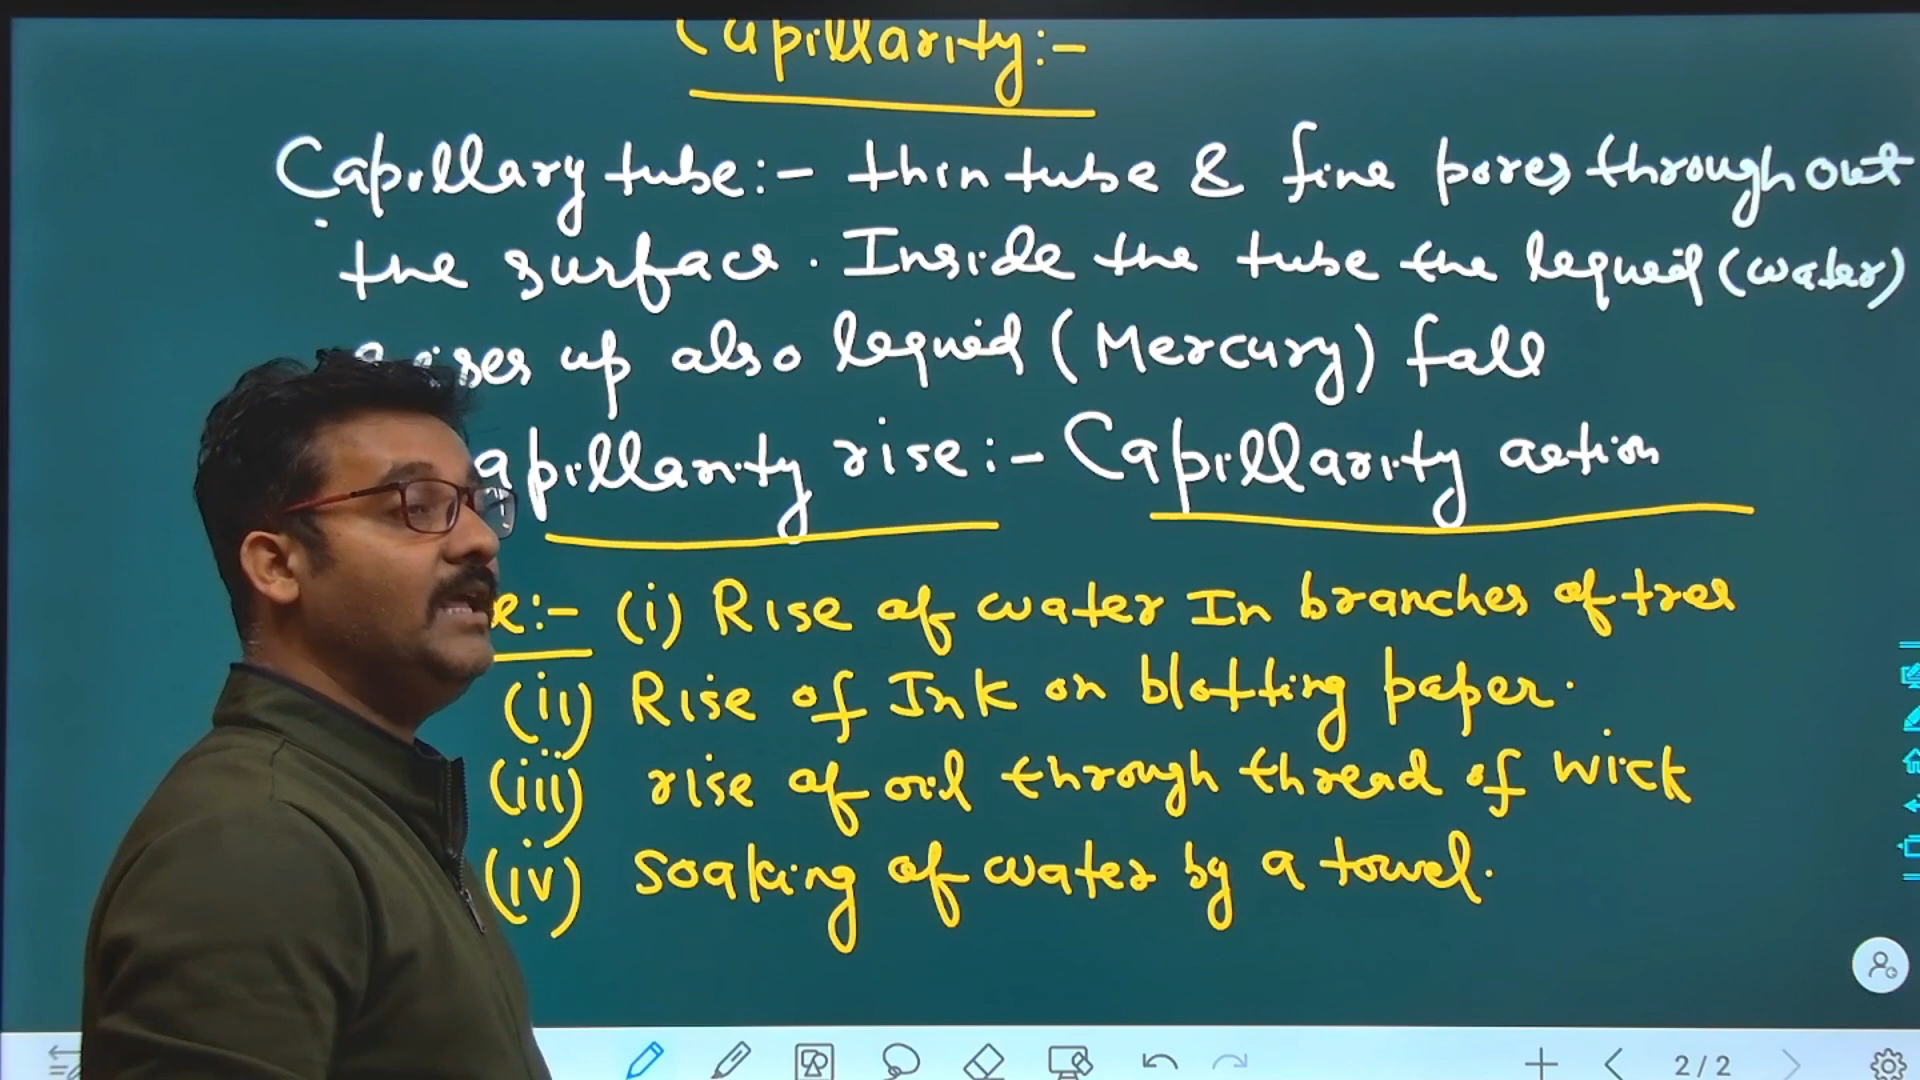 Capillarity:-
Capillary tube:- thin tube & fine pores throughout
the surface. Inside the tube the lequid (water)
up also lequid (Mercury) fall
Capillarity rise:- Capillarity action
(i) Rise of water In branches of tree
(ii) Rise of Ink on blotting paper.
(iii) rise of oil through thread of wick
(iv) Soaking of water by a towel.
2/2